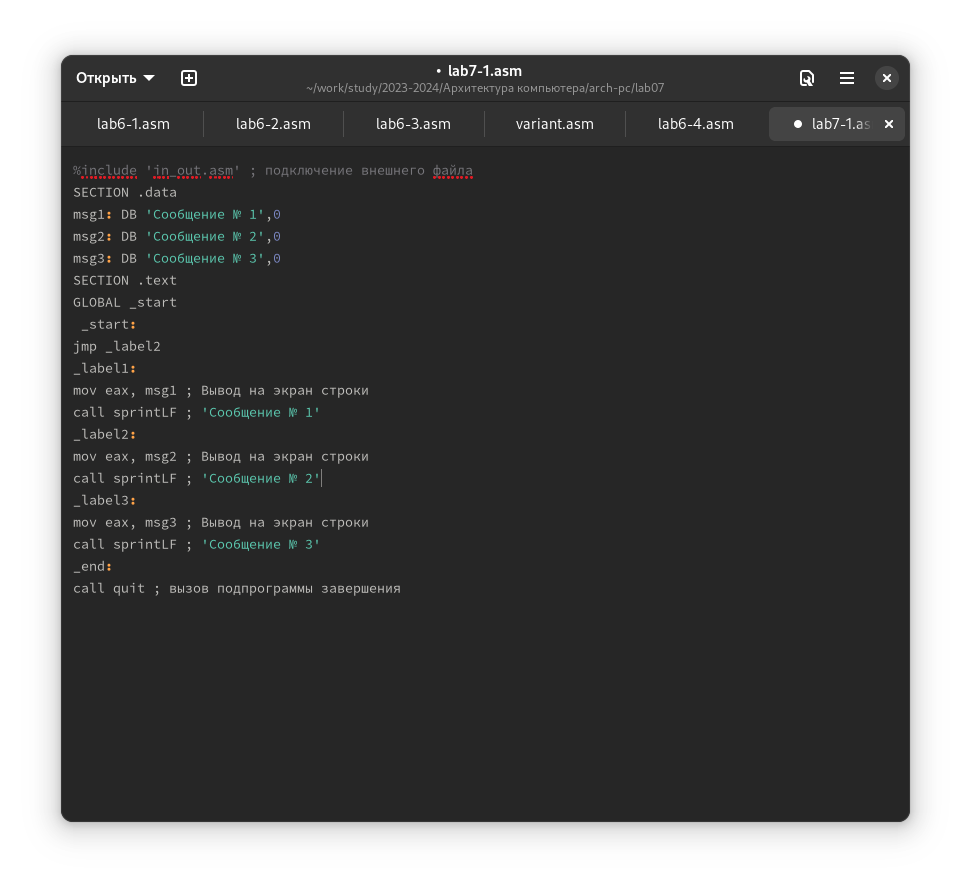 Открыть
• lab7-1.asm
~/work/study/2023-2024/Архитектура компьютера/arch-pc/lab07
lab6-1.asm lab6-2.asm lab6-3.asm variant.asm lab6-4.asm lab7-1.as
%include 'in_out.asm' ; подключение внешнего файла
SECTION .data
msg1: DB 'Сообщение № 1',0
msg2: DB 'Сообщение № 2',0
msg3: DB 'Сообщение № 3',0
SECTION .text
GLOBAL _start
_start:
jmp _label2
_label1:
mov eax, msg1 ; Вывод на экран строки
call sprintLF ; 'Сообщение № 1'
_label2:
mov eax, msg2 ; Вывод на экран строки
call sprintLF ; 'Сообщение № 2'
_label3:
mov eax, msg3 ; Вывод на экран строки
call sprintLF ; 'Сообщение № 3'
_end:
call quit ; вызов подпрограммы завершения